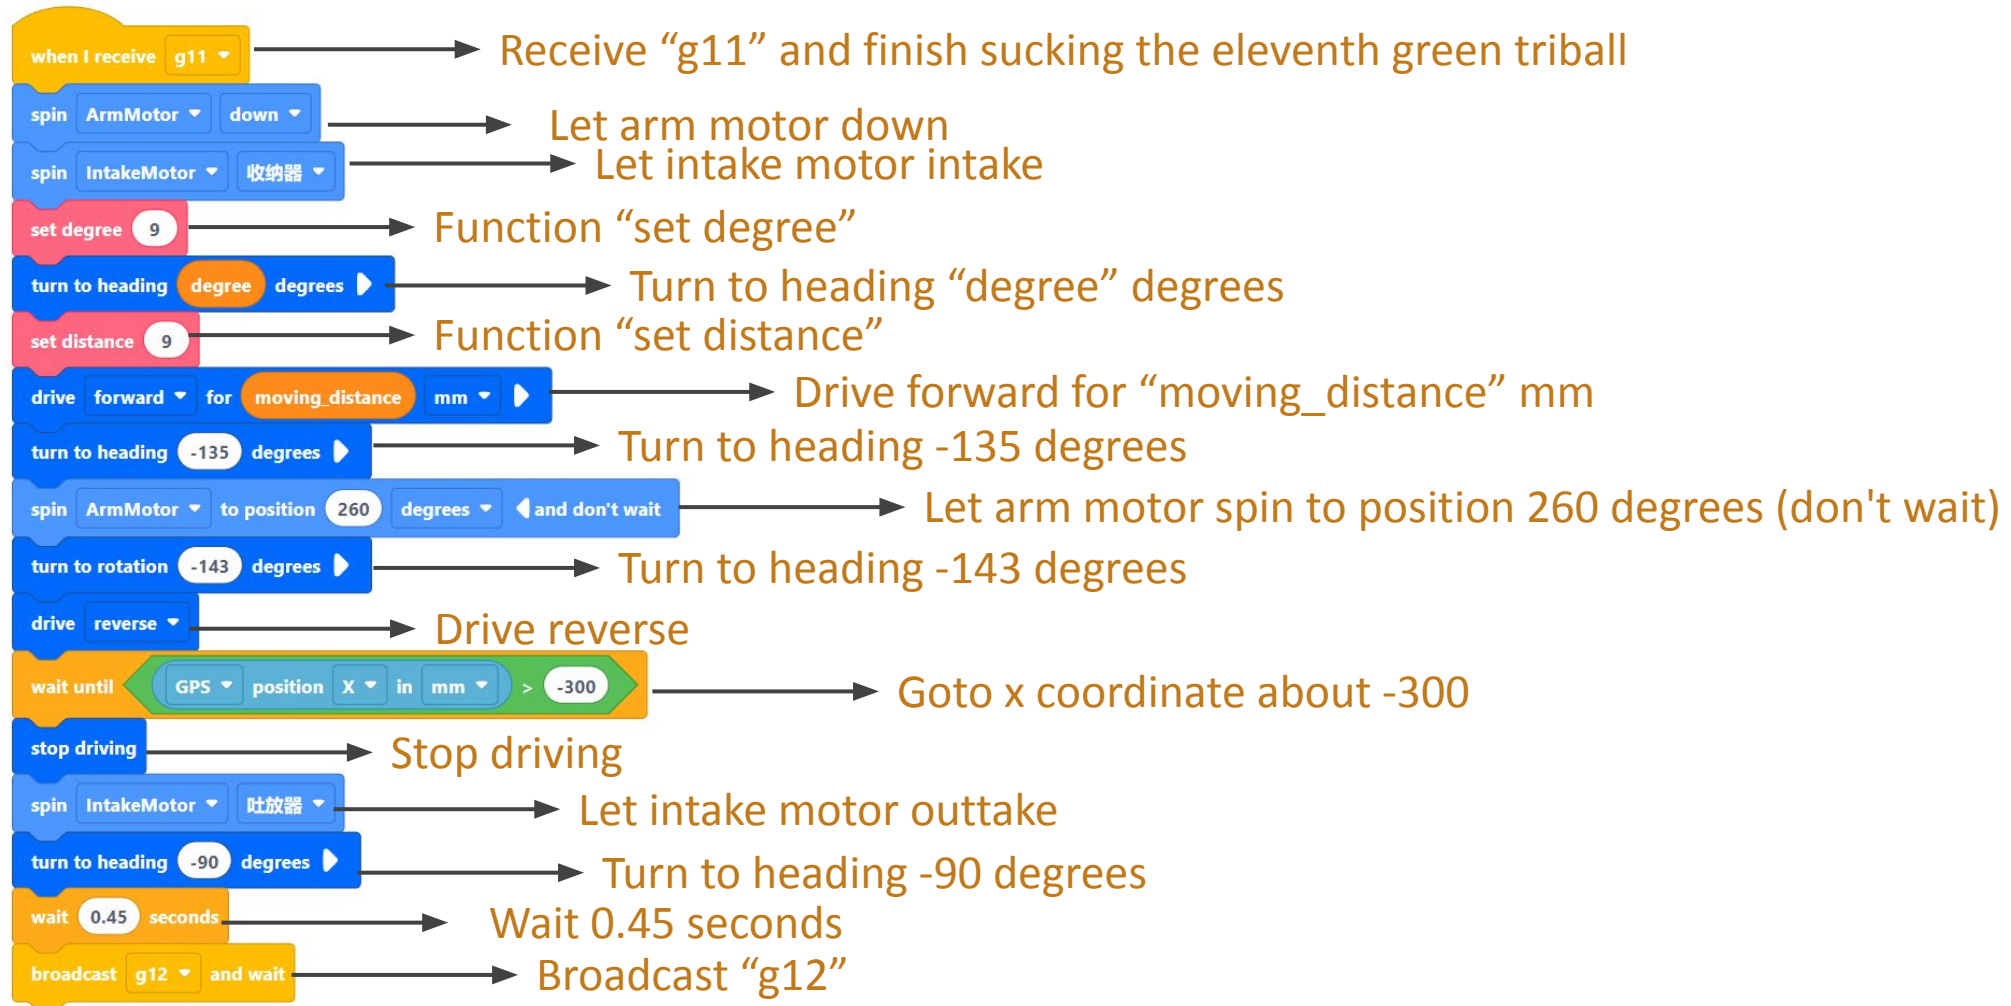 when I receive g11 Receive “g11” and finish sucking the eleventh green triball
spin ArmMotor down Let arm motor down
spin IntakeMotor 收纳器 Let intake motor intake
set degree 9 Function “set degree”
turn to heading degree degrees Turn to heading “degree” degrees
set distance 9 Function “set distance”
drive forward for moving_distance mm Drive forward for “moving_distance” mm
turn to heading -135 degrees Turn to heading -135 degrees
spin ArmMotor to position 260 degrees and don't wait Let arm motor spin to position 260 degrees (don't wait)
turn to rotation -143 degrees Turn to heading -143 degrees
drive reverse Drive reverse
wait until GPS position X in mm > -300 Goto x coordinate about -300
stop driving Stop driving
spin IntakeMotor 吐放器 Let intake motor outtake
turn to heading -90 degrees Turn to heading -90 degrees
wait 0.45 seconds Wait 0.45 seconds
broadcast g12 and wait Broadcast “g12”